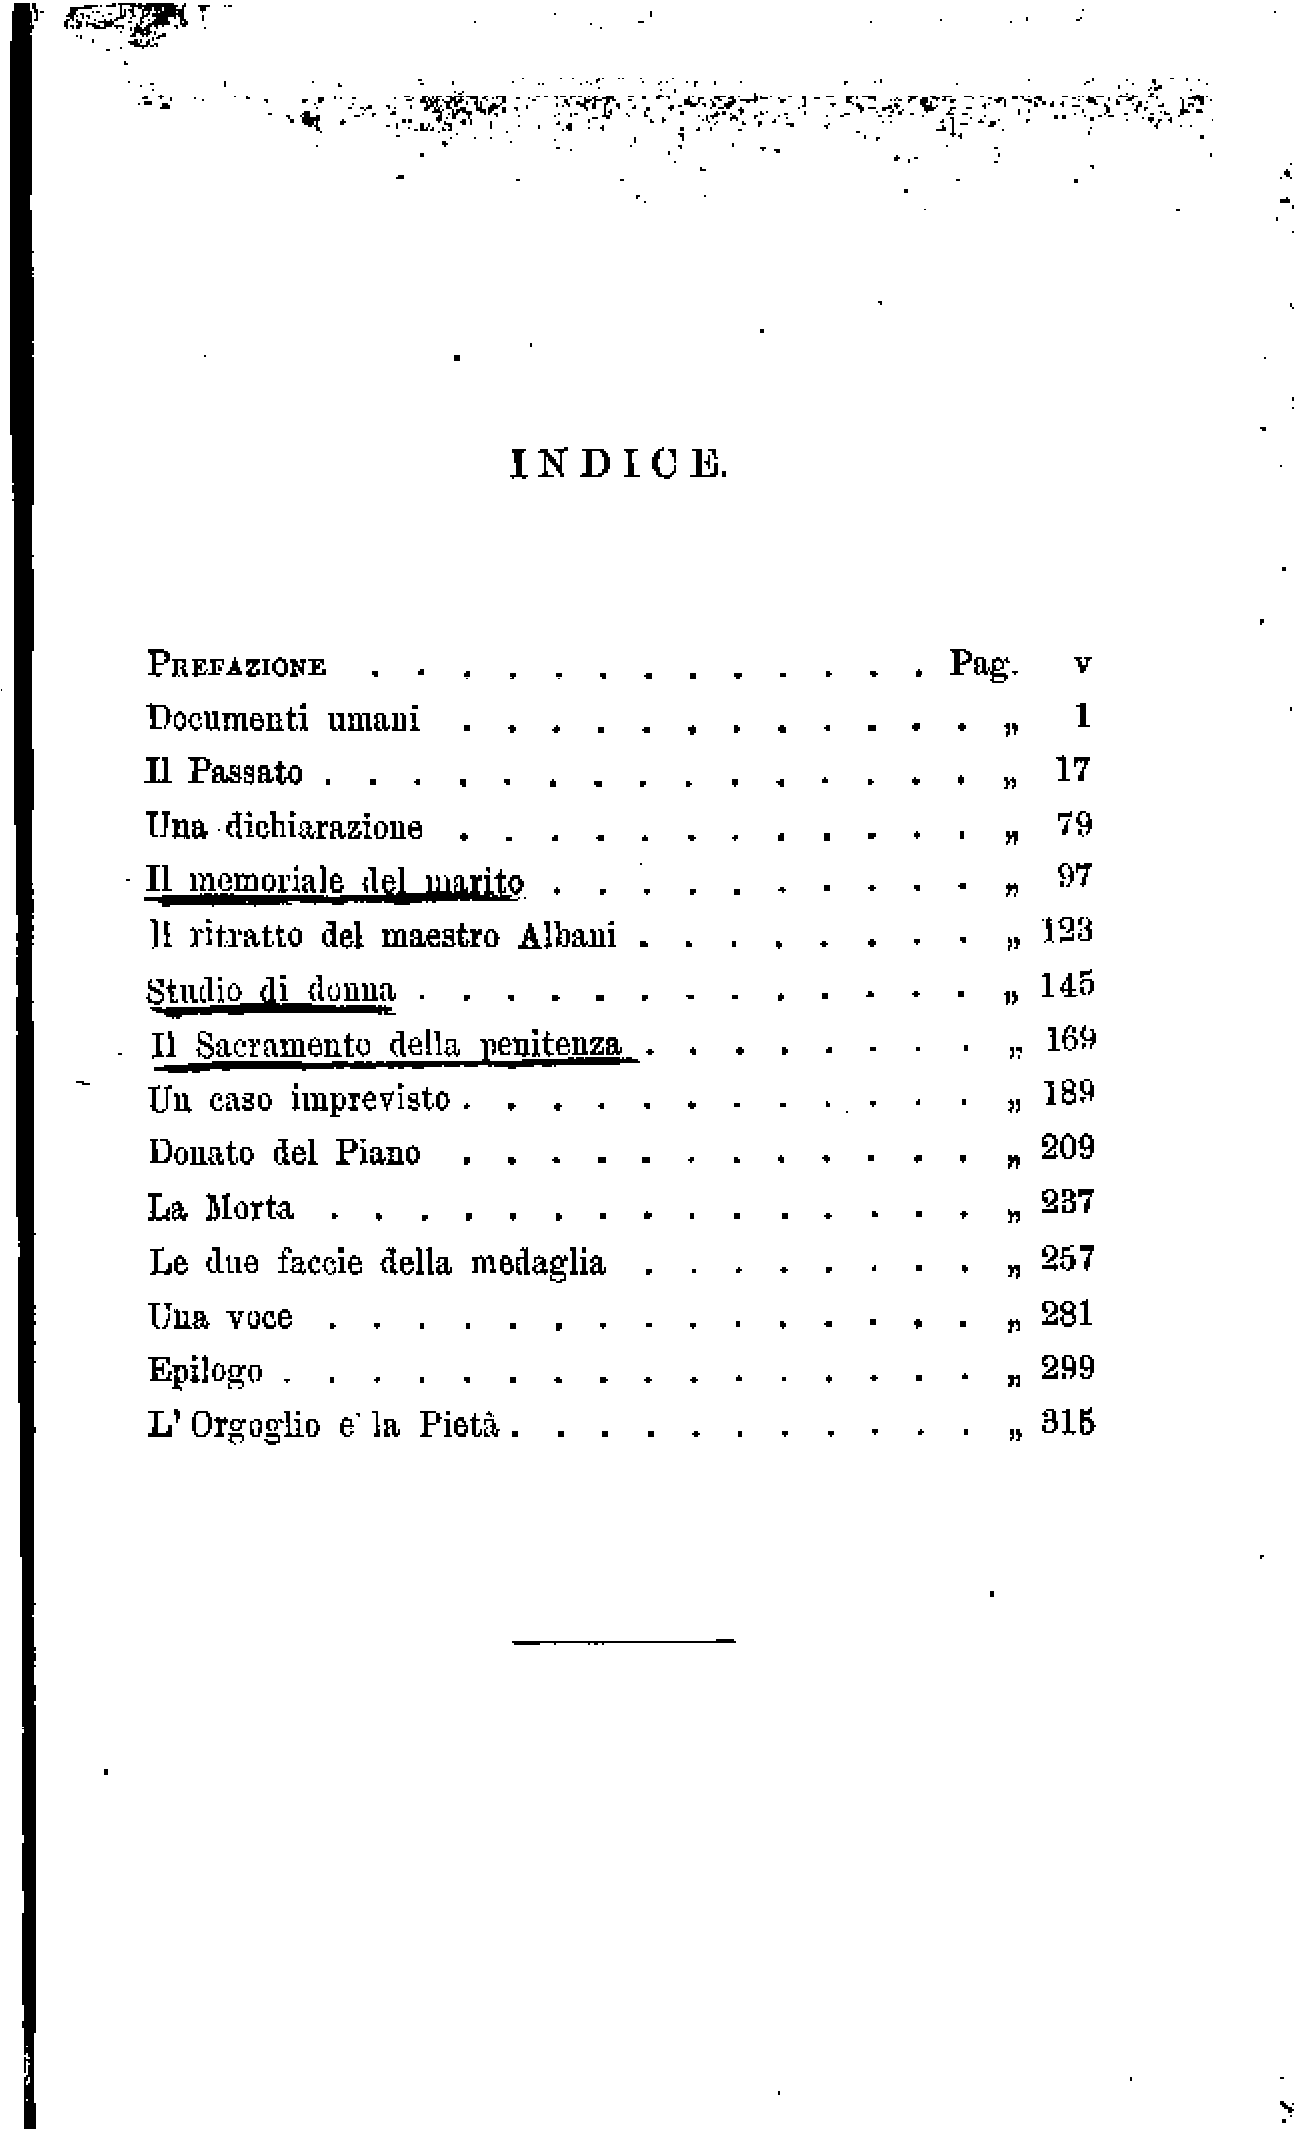 INDICE.
PREFAZIONE . . . . . . . . . . . . . Pag. v
Documenti umani . . . . . . . . . . . . „ 1
Il Passato . . . . . . . . . . . . . . . „ 17
Una dichiarazione . . . . . . . . . . . . „ 79
Il memoriale del marito . . . . . . . . . . „ 97
Il ritratto del maestro Albani . . . . . . . . „ 123
Studio di donna . . . . . . . . . . . . . „ 145
Il Sacramento della penitenza . . . . . . . . „ 169
Un caso imprevisto . . . . . . . . . . . . „ 189
Donato del Piano . . . . . . . . . . . . „ 209
La Morta . . . . . . . . . . . . . . . „ 237
Le due faccie della medaglia . . . . . . . . „ 257
Una voce . . . . . . . . . . . . . . . „ 281
Epilogo . . . . . . . . . . . . . . . . „ 299
L' Orgoglio e la Pietà . . . . . . . . . . . „ 315